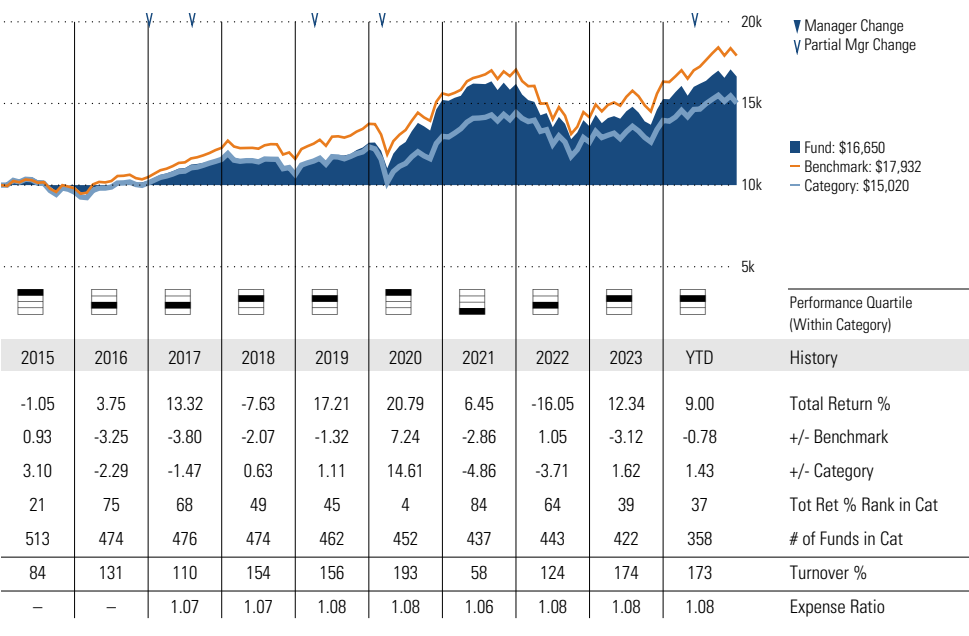 20k
Manager Change
Partial Mgr Change
15k
Fund: $16,650
Benchmark: $17,932
Category: $15,020
10k
5k
Performance Quartile
(Within Category)
2015 2016 2017 2018 2019 2020 2021 2022 2023 YTD History
-1.05 3.75 13.32 -7.63 17.21 20.79 6.45 -16.05 12.34 9.00 Total Return %
0.93 -3.25 -3.80 -2.07 -1.32 7.24 -2.86 1.05 -3.12 -0.78 +/- Benchmark
3.10 -2.29 -1.47 0.63 1.11 14.61 -4.86 -3.71 1.62 1.43 +/- Category
21 75 68 49 45 4 84 64 39 37 Tot Ret % Rank in Cat
513 474 476 474 462 452 437 443 422 358 # of Funds in Cat
84 131 110 154 156 193 58 124 174 173 Turnover %
– – 1.07 1.07 1.08 1.08 1.06 1.08 1.08 1.08 Expense Ratio